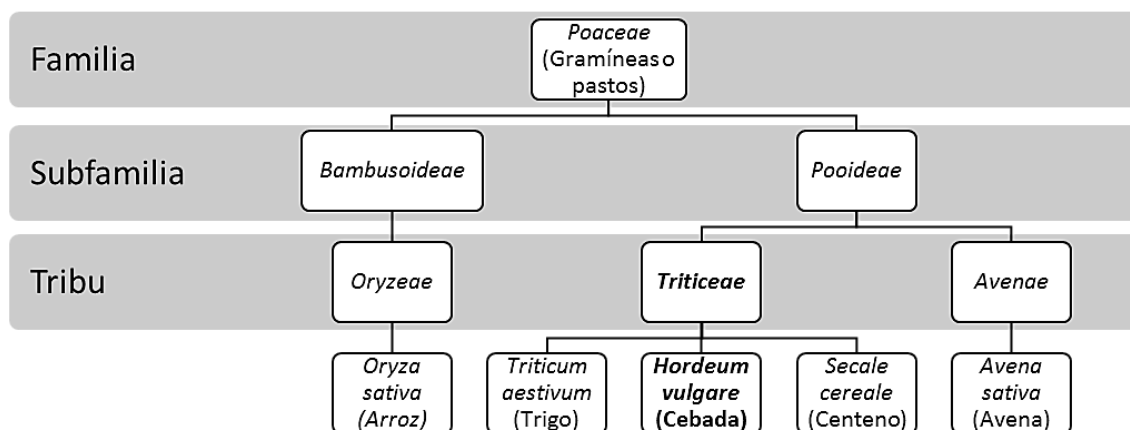 Familia
Poaceae
(Gramíneas o
pastos)
Subfamilia
Bambusoideae
Pooideae
Tribu
Oryzeae
Triticeae
Avenae
Oryza
sativa
(Arroz)
Triticum
aestivum
(Trigo)
Hordeum
vulgare
(Cebada)
Secale
cereale
(Centeno)
Avena
sativa
(Avena)